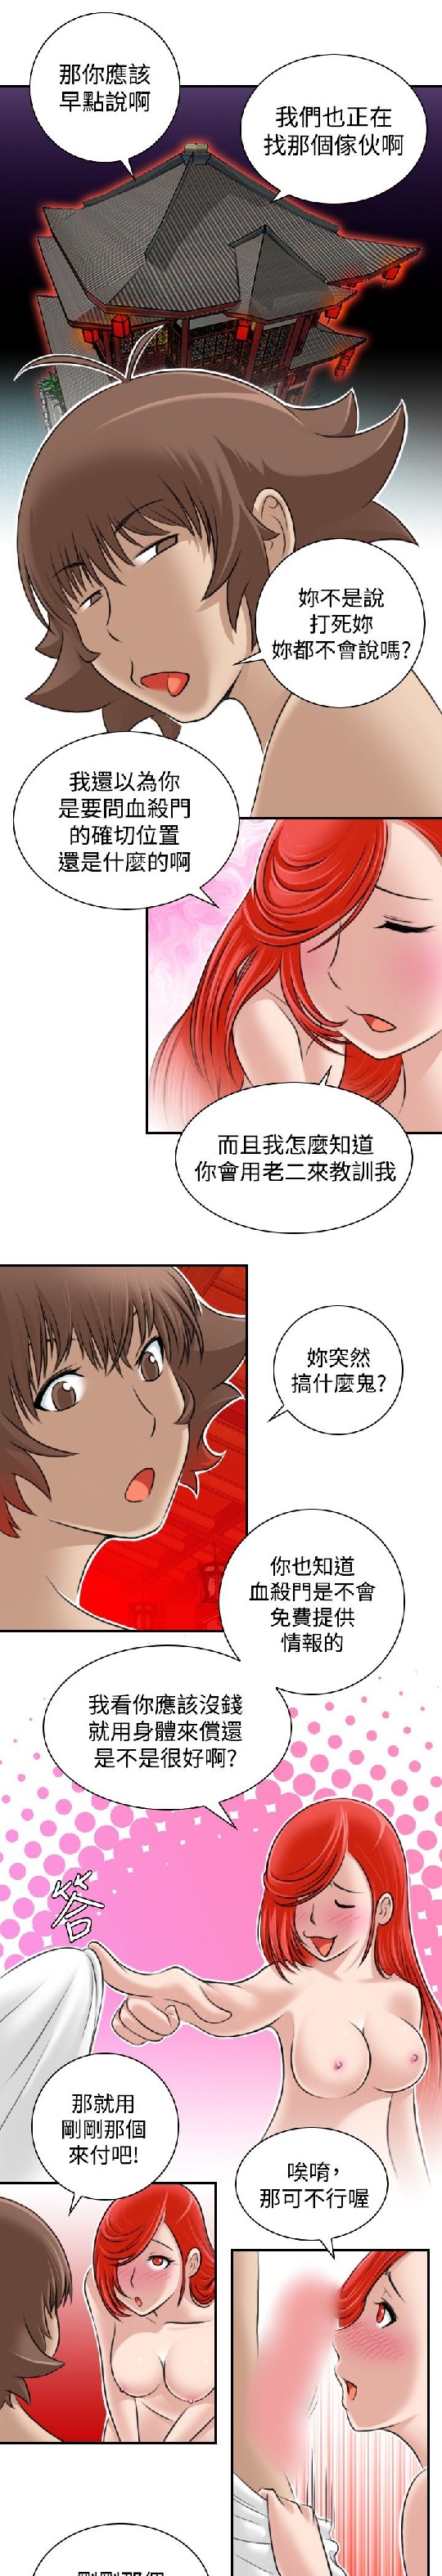 那你應該
早點說啊
我們也正在
找那個傢伙啊
妳不是說
打死妳
妳都不會說嗎?
我還以為你
是要問血殺門
的確切位置
還是什麼的啊
而且我怎麼知道
你會用老二來教訓我
妳突然
搞什麼鬼?
你也知道
血殺門是不會
免費提供
情報的
我看你應該沒錢
就用身體來償還
是不是很好啊?
答
那就用
剛剛那個
來付吧!
唉唷,
那可不行喔
剛剛那個